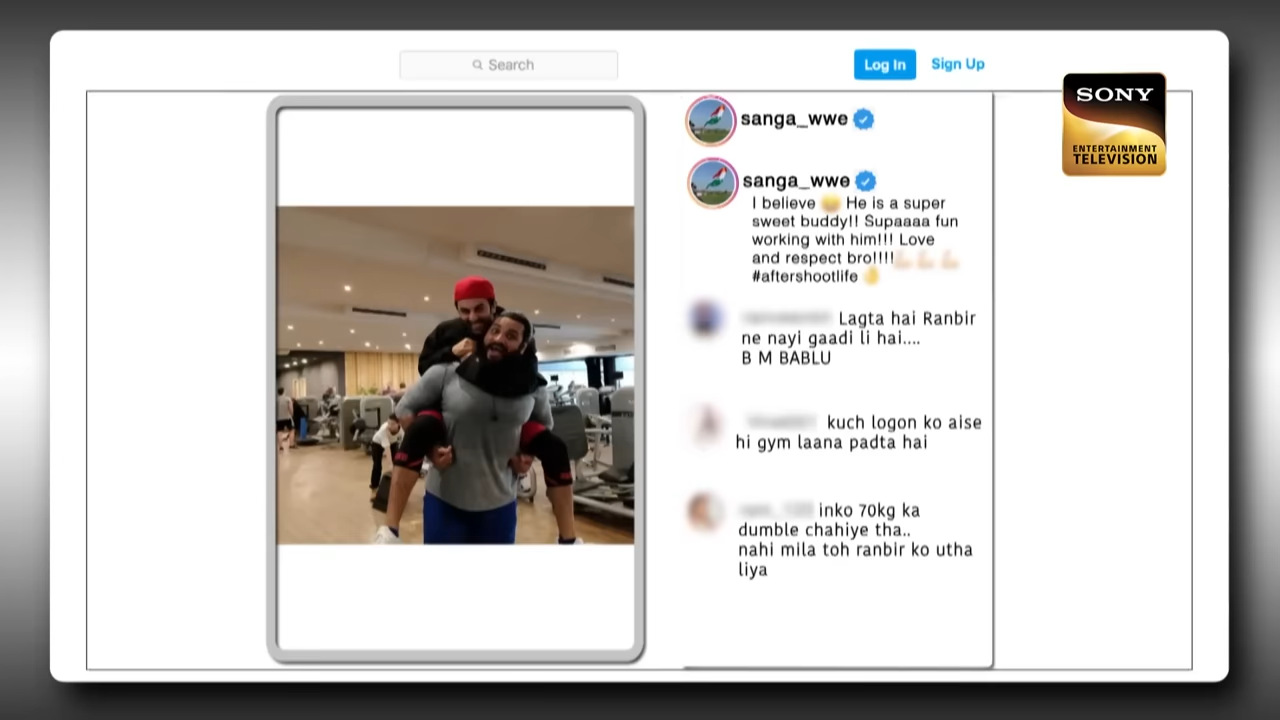 Search
Log In
Sign Up
SONY
ENTERTAINMENT
TELEVISION
sanga_wwe
sanga_wwe
I believe 😁 He is a super
sweet buddy!! Supaaaa fun
working with him!!! Love
and respect bro!!!!💪🏻 💪🏻 💪🏻
#aftershootlife
Lagta hai Ranbir
ne nayi gaadi li hai....
B M BABLU
kuch logon ko aise
hi gym laana padta hai
inko 70kg ka
dumble chahiye tha..
nahi mila toh ranbir ko utha
liya